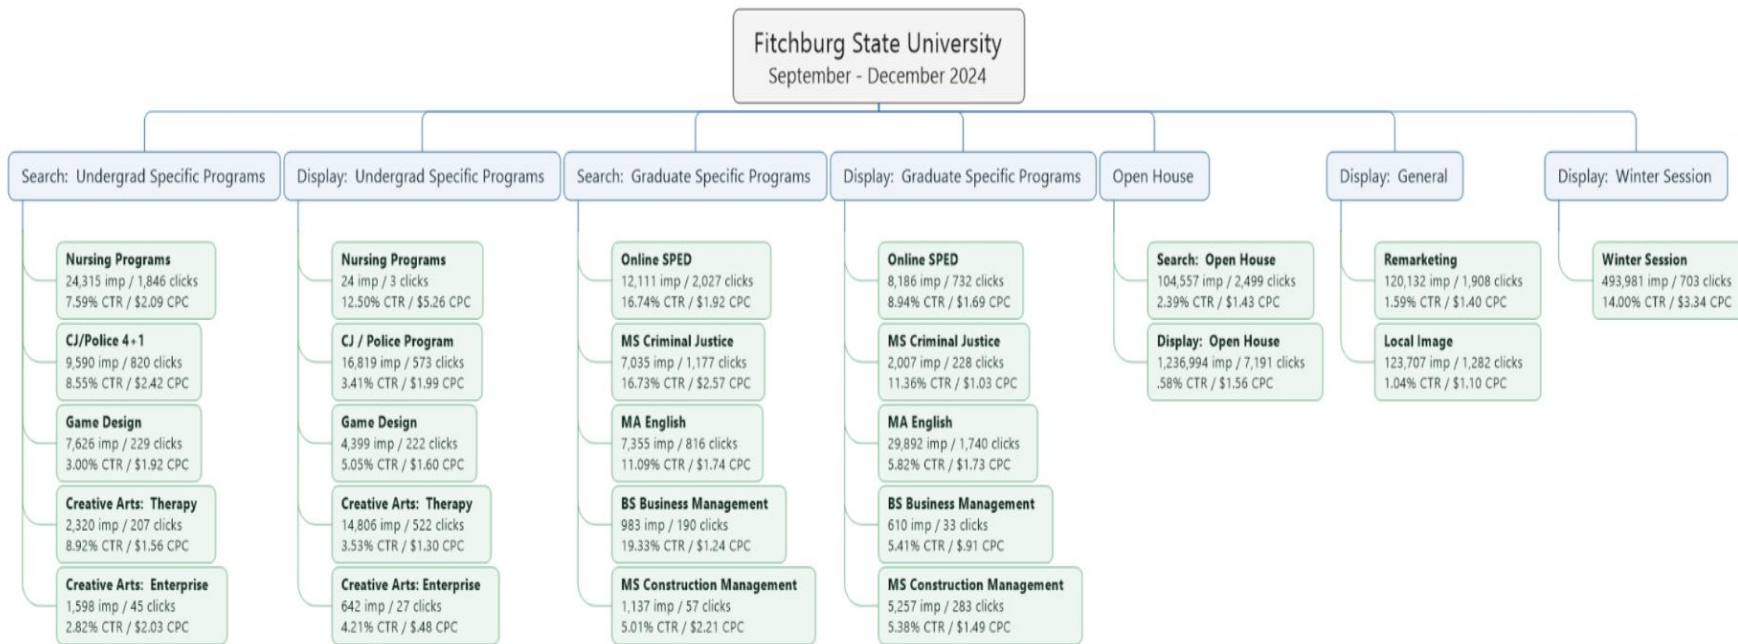 Fitchburg State University
September - December 2024
Search: Undergrad Specific Programs
Nursing Programs
24,315 imp / 1,846 clicks
7.59% CTR / $2.09 CPC
CJ/Police 4+1
9,590 imp / 820 clicks
8.55% CTR / $2.42 CPC
Game Design
7,626 imp / 229 clicks
3.00% CTR / $1.92 CPC
Creative Arts: Therapy
2,320 imp / 207 clicks
8.92% CTR / $1.56 CPC
Creative Arts: Enterprise
1,598 imp / 45 clicks
2.82% CTR / $2.03 CPC
Display: Undergrad Specific Programs
Nursing Programs
24 imp / 3 clicks
12.50% CTR / $5.26 CPC
CJ / Police Program
16,819 imp / 573 clicks
3.41% CTR / $1.99 CPC
Game Design
4,399 imp / 222 clicks
5.05% CTR / $1.60 CPC
Creative Arts: Therapy
14,806 imp / 522 clicks
3.53% CTR / $1.30 CPC
Creative Arts: Enterprise
642 imp / 27 clicks
4.21% CTR / $.48 CPC
Search: Graduate Specific Programs
Online SPED
12,111 imp / 2,027 clicks
16.74% CTR / $1.92 CPC
MS Criminal Justice
7,035 imp / 1,177 clicks
16.73% CTR / $2.57 CPC
MA English
7,355 imp / 816 clicks
11.09% CTR / $1.74 CPC
BS Business Management
983 imp / 190 clicks
19.33% CTR / $1.24 CPC
MS Construction Management
1,137 imp / 57 clicks
5.01% CTR / $2.21 CPC
Display: Graduate Specific Programs
Online SPED
8,186 imp / 732 clicks
8.94% CTR / $1.69 CPC
MS Criminal Justice
2,007 imp / 228 clicks
11.36% CTR / $1.03 CPC
MA English
29,892 imp / 1,740 clicks
5.82% CTR / $1.73 CPC
BS Business Management
610 imp / 33 clicks
5.41% CTR / $.91 CPC
MS Construction Management
5,257 imp / 283 clicks
5.38% CTR / $1.49 CPC
Open House
Search: Open House
104,557 imp / 2,499 clicks
2.39% CTR / $1.43 CPC
Display: Open House
1,236,994 imp / 7,191 clicks
.58% CTR / $1.56 CPC
Display: General
Remarketing
120,132 imp / 1,908 clicks
1.59% CTR / $1.40 CPC
Local Image
123,707 imp / 1,282 clicks
1.04% CTR / $1.10 CPC
Display: Winter Session
Winter Session
493,981 imp / 703 clicks
14.00% CTR / $3.34 CPC